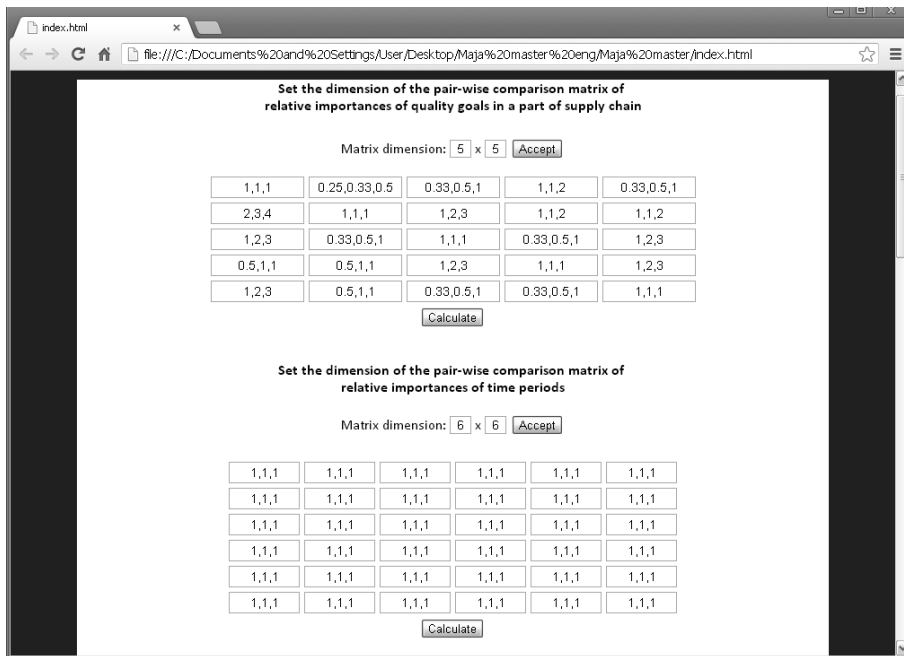 index.html
file:///C:/Documents%20and%20Settings/User/Desktop/Maja%20master%20eng/Maja%20master/index.html
Set the dimension of the pair-wise comparison matrix of
relative importances of quality goals in a part of supply chain
Matrix dimension: 5 x 5 Accept
1,1,1 0.25,0.33,0.5 0.33,0.5,1 1,1,2 0.33,0.5,1
2,3,4 1,1,1 1,2,3 1,1,2 1,1,2
1,2,3 0.33,0.5,1 1,1,1 0.33,0.5,1 1,2,3
0.5,1,1 0.5,1,1 1,2,3 1,1,1 1,2,3
1,2,3 0.5,1,1 0.33,0.5,1 0.33,0.5,1 1,1,1
Calculate
Set the dimension of the pair-wise comparison matrix of
relative importances of time periods
Matrix dimension: 6 x 6 Accept
1,1,1 1,1,1 1,1,1 1,1,1 1,1,1 1,1,1
1,1,1 1,1,1 1,1,1 1,1,1 1,1,1 1,1,1
1,1,1 1,1,1 1,1,1 1,1,1 1,1,1 1,1,1
1,1,1 1,1,1 1,1,1 1,1,1 1,1,1 1,1,1
1,1,1 1,1,1 1,1,1 1,1,1 1,1,1 1,1,1
1,1,1 1,1,1 1,1,1 1,1,1 1,1,1 1,1,1
Calculate